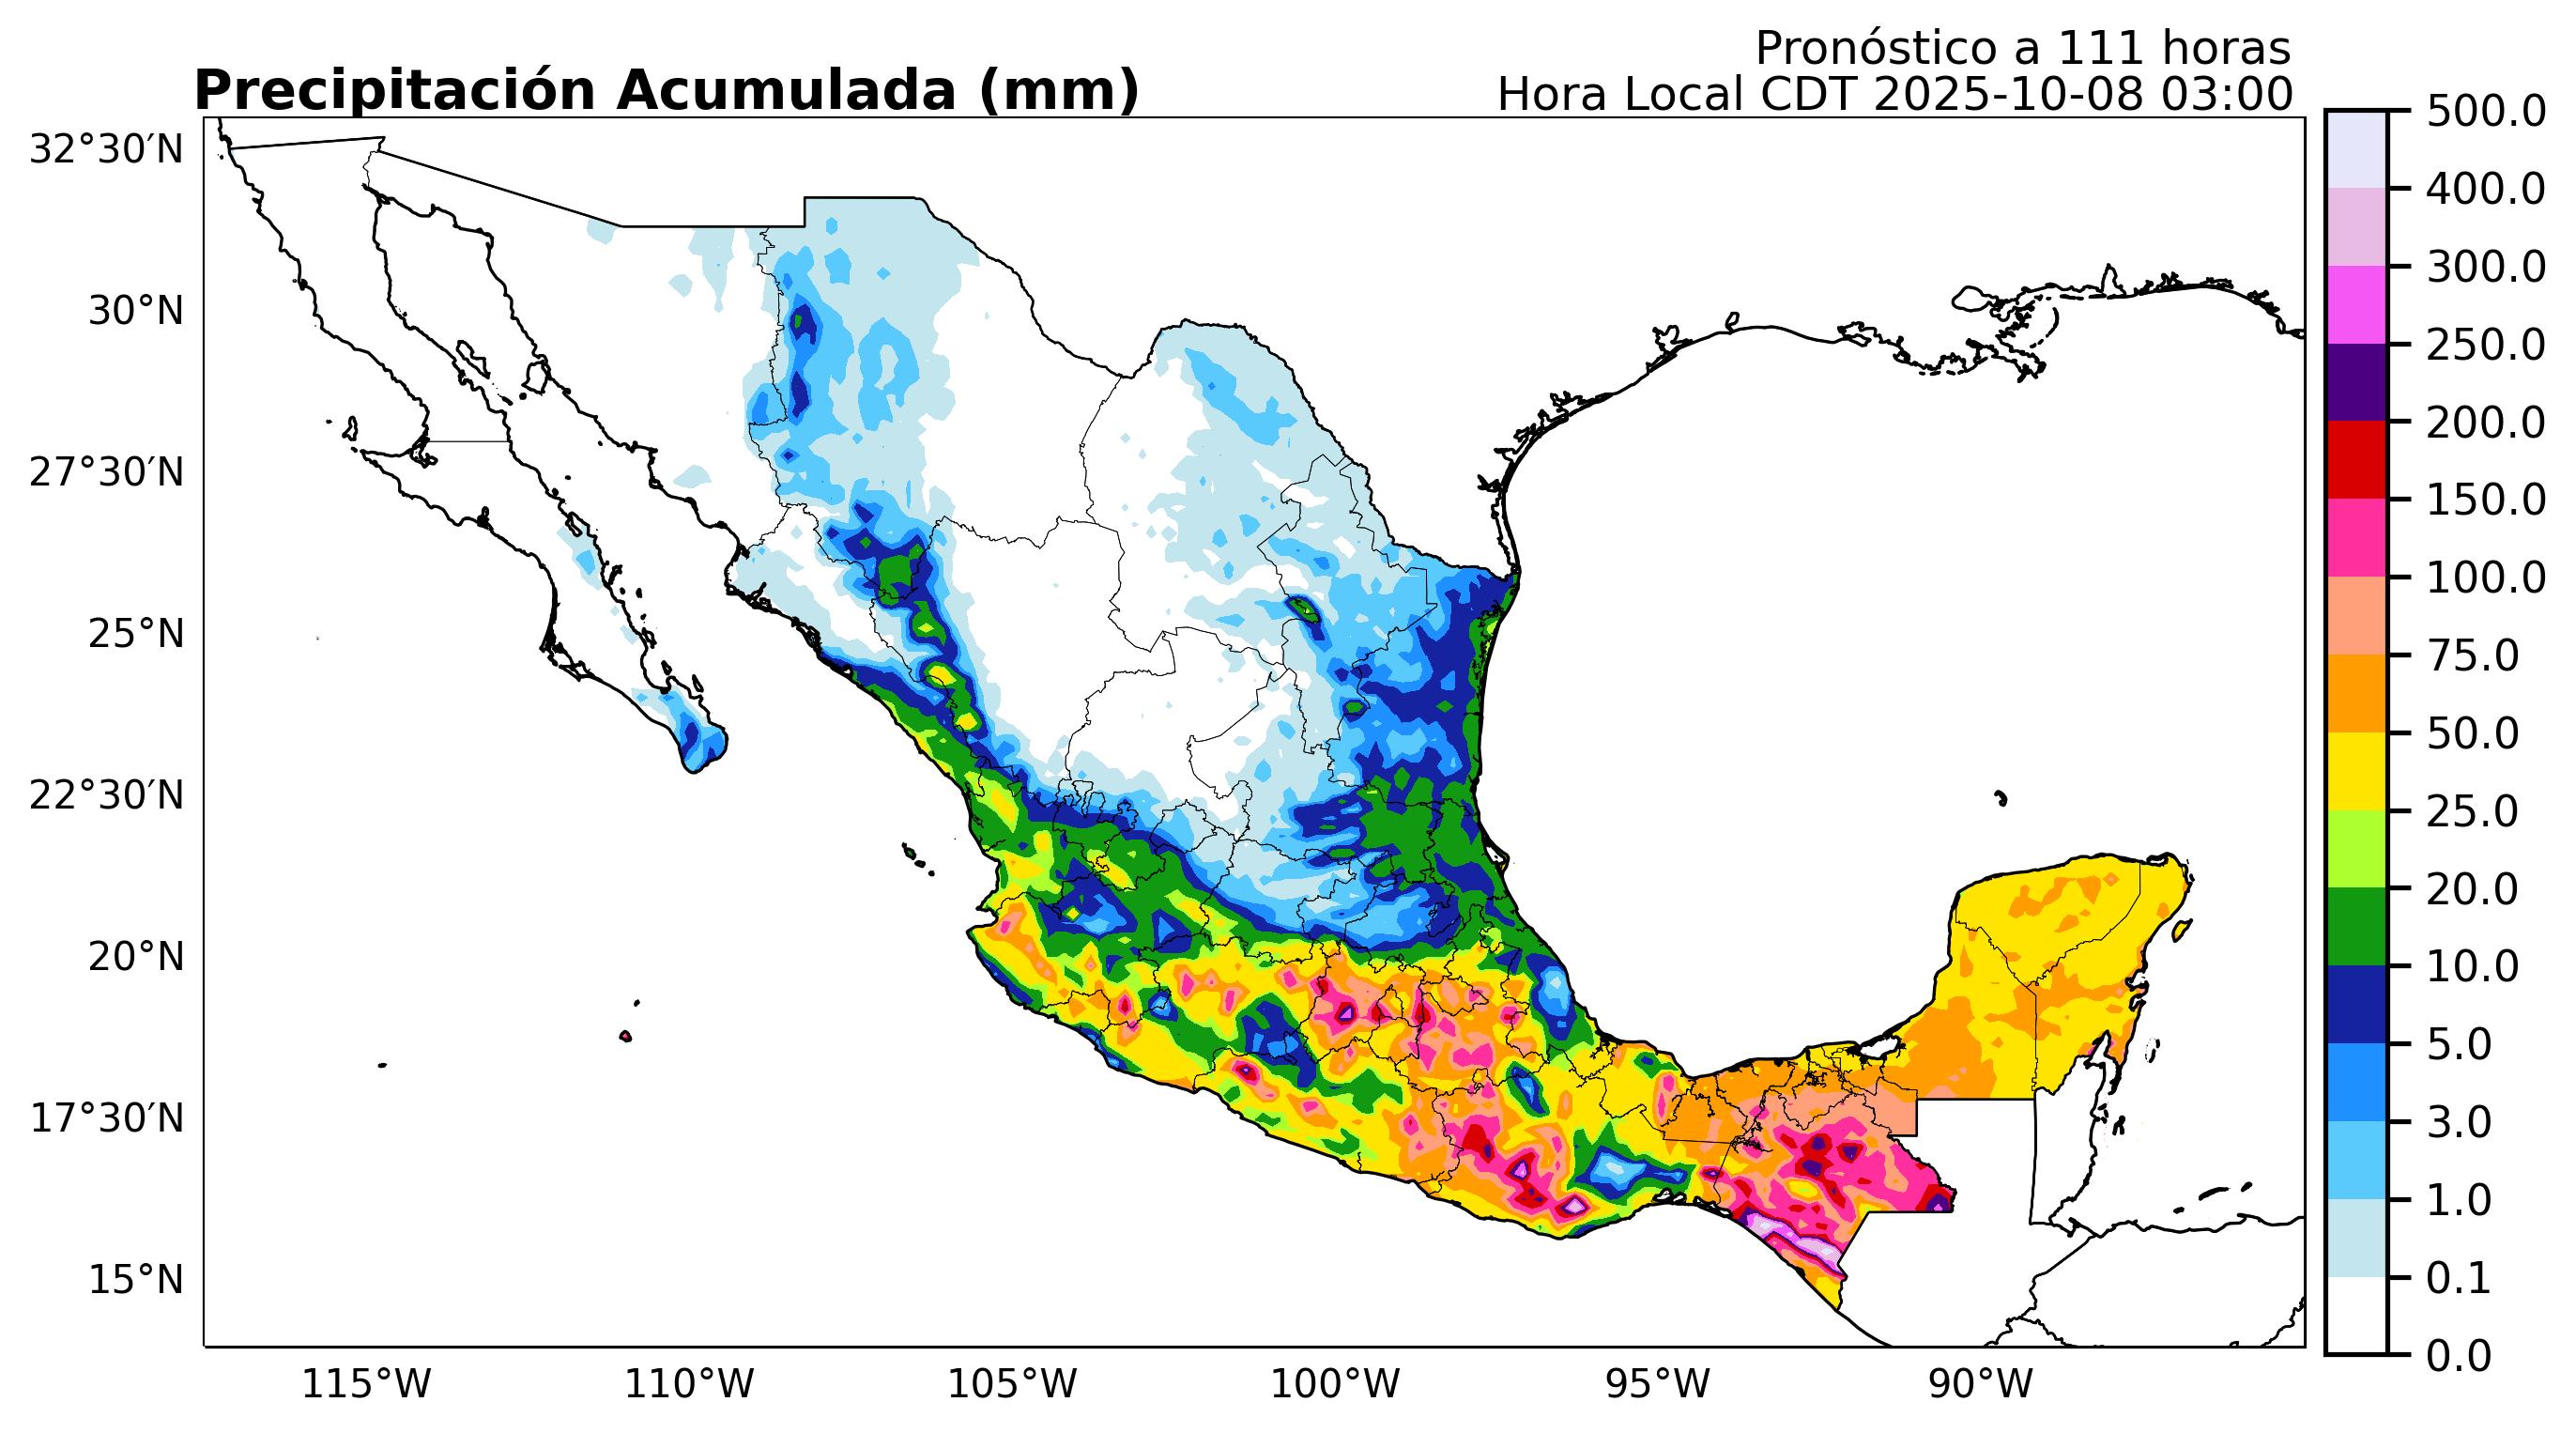 Pronóstico a 111 horas
Precipitación Acumulada (mm)
Hora Local CDT 2025-10-08 03:00
32°30′N
30°N
27°30′N
25°N
22°30′N
20°N
17°30′N
15°N
115°W
110°W
105°W
100°W
95°W
90°W
500.0
400.0
300.0
250.0
200.0
150.0
100.0
75.0
50.0
25.0
20.0
10.0
5.0
3.0
1.0
0.1
0.0